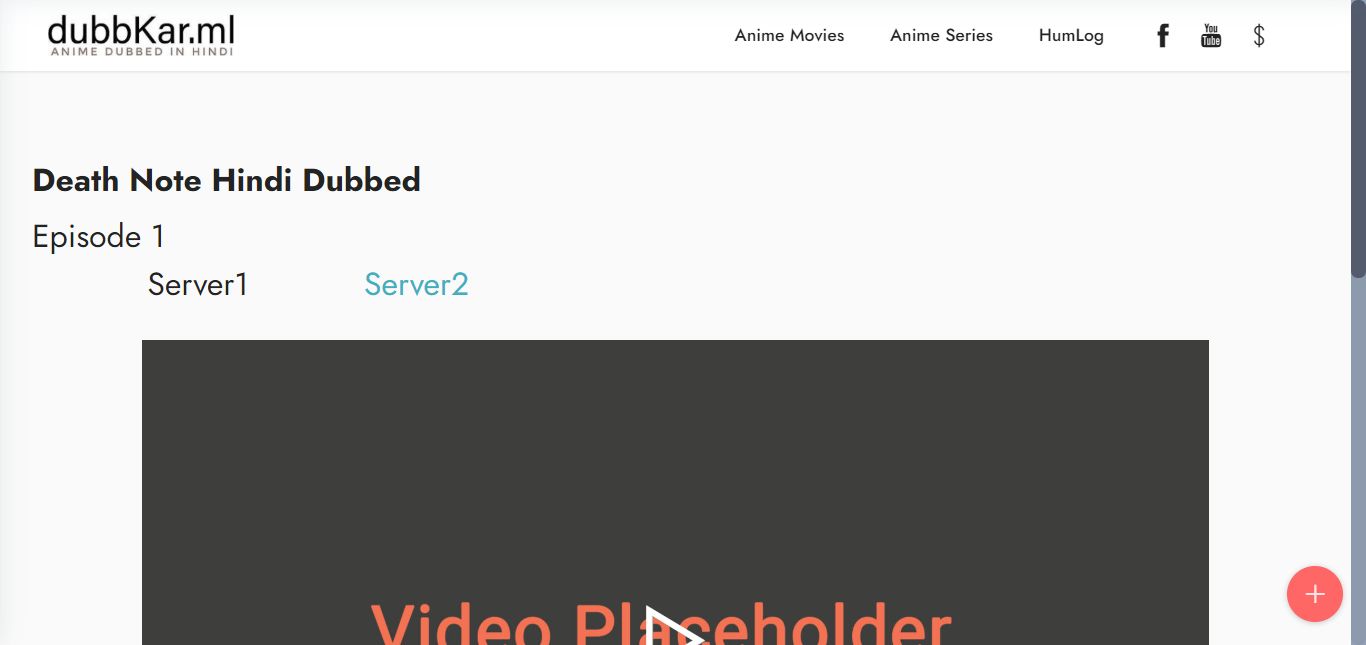 dubbKar.ml
ANIME DUBBED IN HINDI
Anime Movies Anime Series HumLog
You
Tube
$
Death Note Hindi Dubbed
Episode 1
Server1 Server2
Video Placeholder